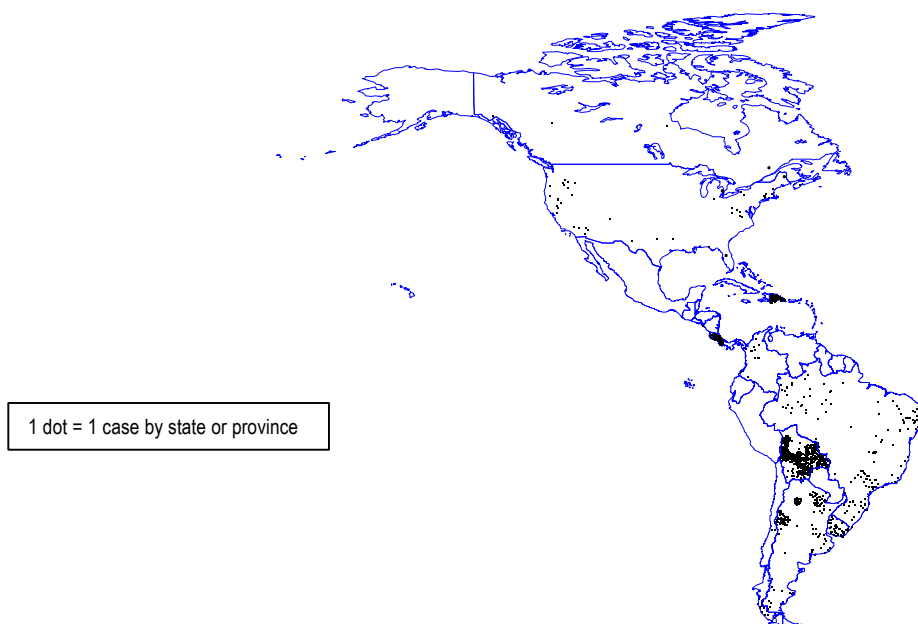 1 dot = 1 case by state or province